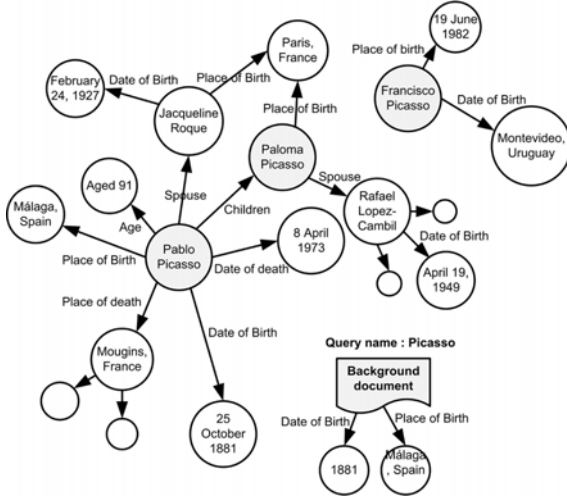 19 June
1982
Paris,
France
Place of birth
February
24, 1927
Date of Birth
Place of Birth
Francisco
Picasso
Jacqueline
Roque
Place of Birth
Date of Birth
Paloma
Picasso
Montevideo,
Uruguay
Spouse
Aged 91
Spouse
Children
Rafael
Lopez-
Cambil
Málaga,
Spain
Age
8 April
1973
Date of Birth
Pablo
Picasso
Place of Birth
Date of death
April 19,
1949
Place of death
Date of Birth
Query name : Picasso
Mougins,
France
Background
document
25
October
1881
Date of Birth
Place of Birth
1881
Málaga
, Spain